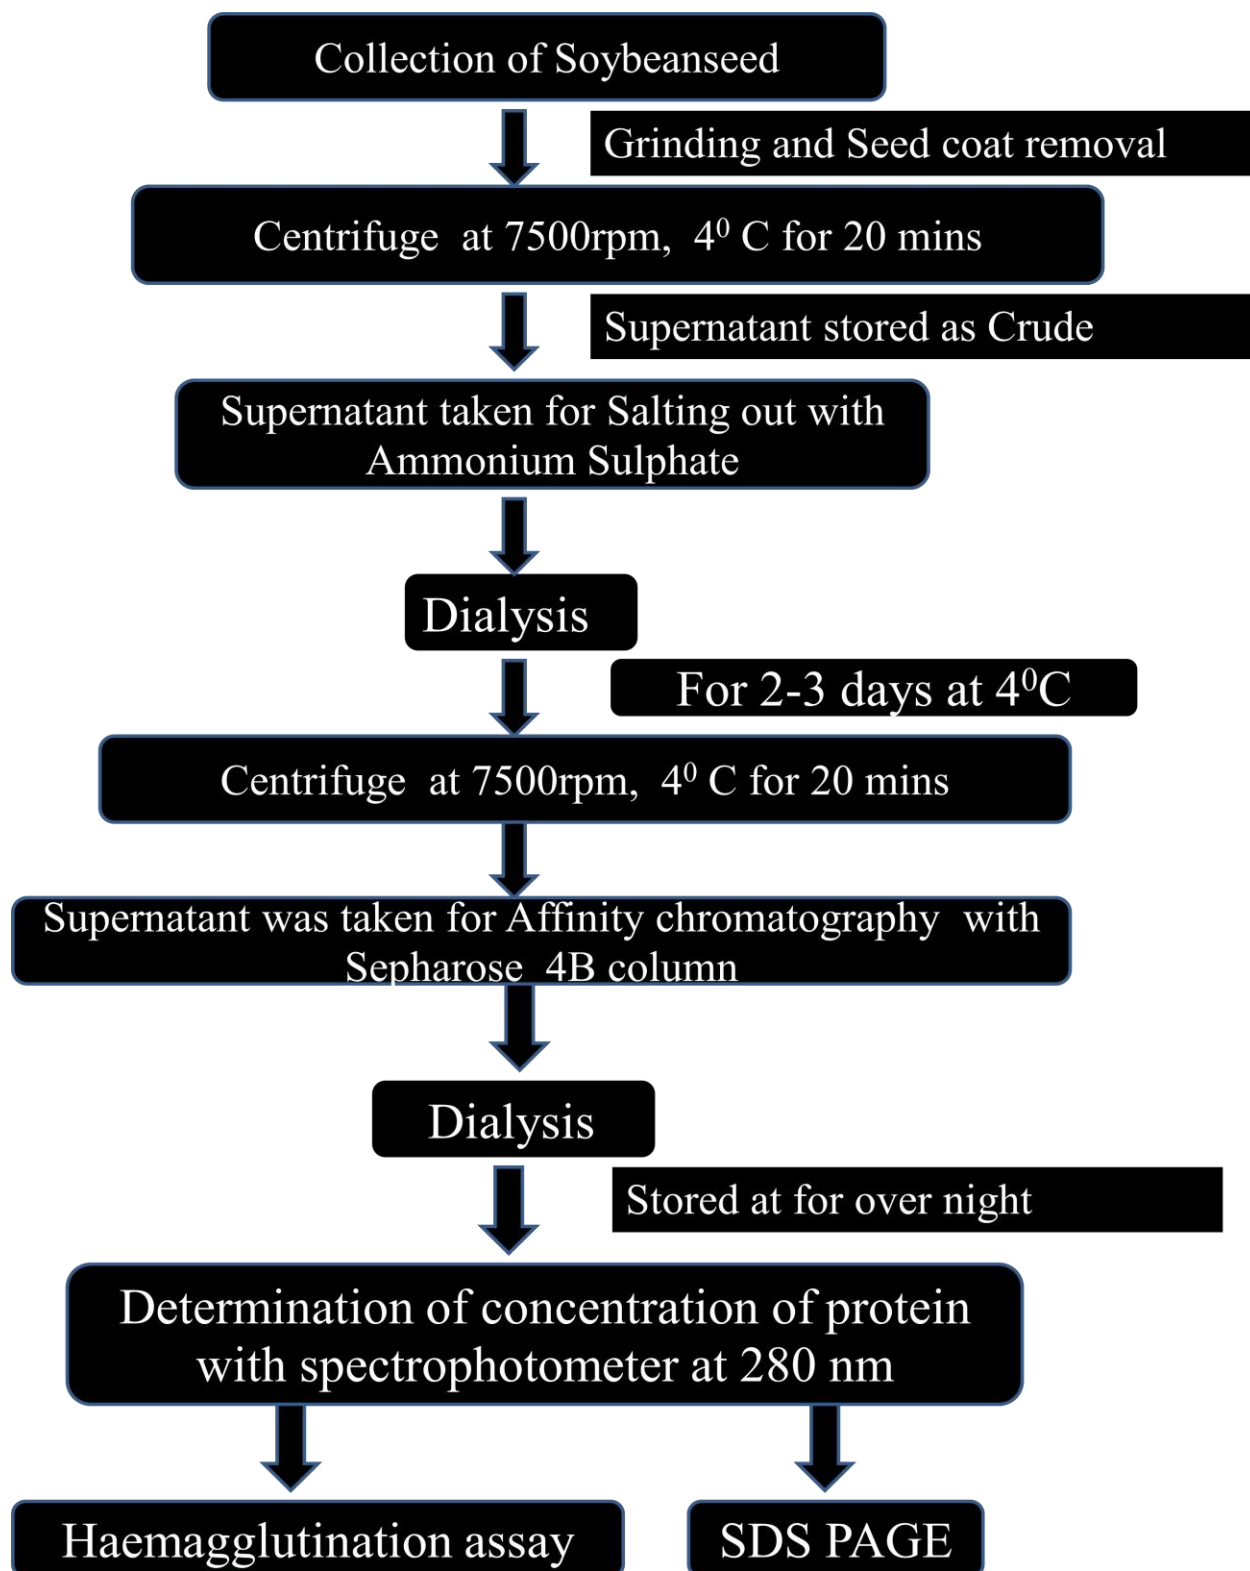 Collection of Soybeanseed
Grinding and Seed coat removal
Centrifuge at 7500rpm, 4⁰ C for 20 mins
Supernatant stored as Crude
Supernatant taken for Salting out with
Ammonium Sulphate
Dialysis
For 2-3 days at 4⁰C
Centrifuge at 7500rpm, 4⁰ C for 20 mins
Supernatant was taken for Affinity chromatography with
Sepharose 4B column
Dialysis
Stored at for over night
Determination of concentration of protein
with spectrophotometer at 280 nm
Haemagglutination assay
SDS PAGE